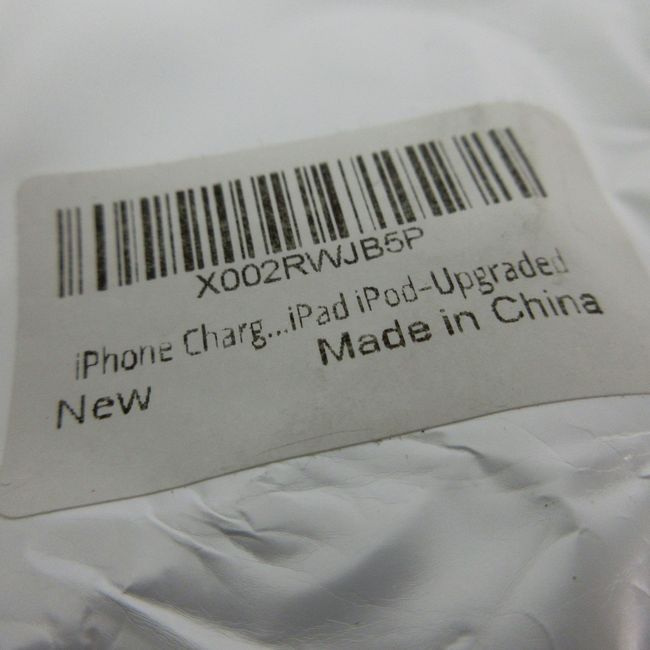 X002RWJB5P
iPhone Charg...iPad iPod-Upgraded
New
Made in China